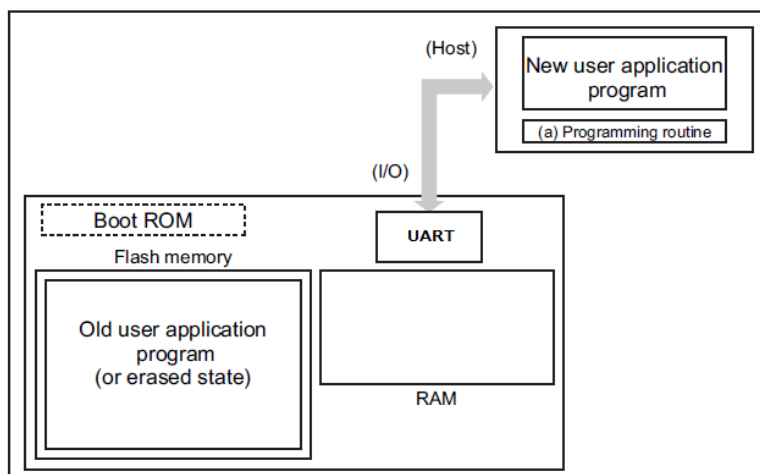 (Host)
New user application
program
(a) Programming routine
(I/O)
Boot ROM
UART
Flash memory
Old user application
program
(or erased state)
RAM